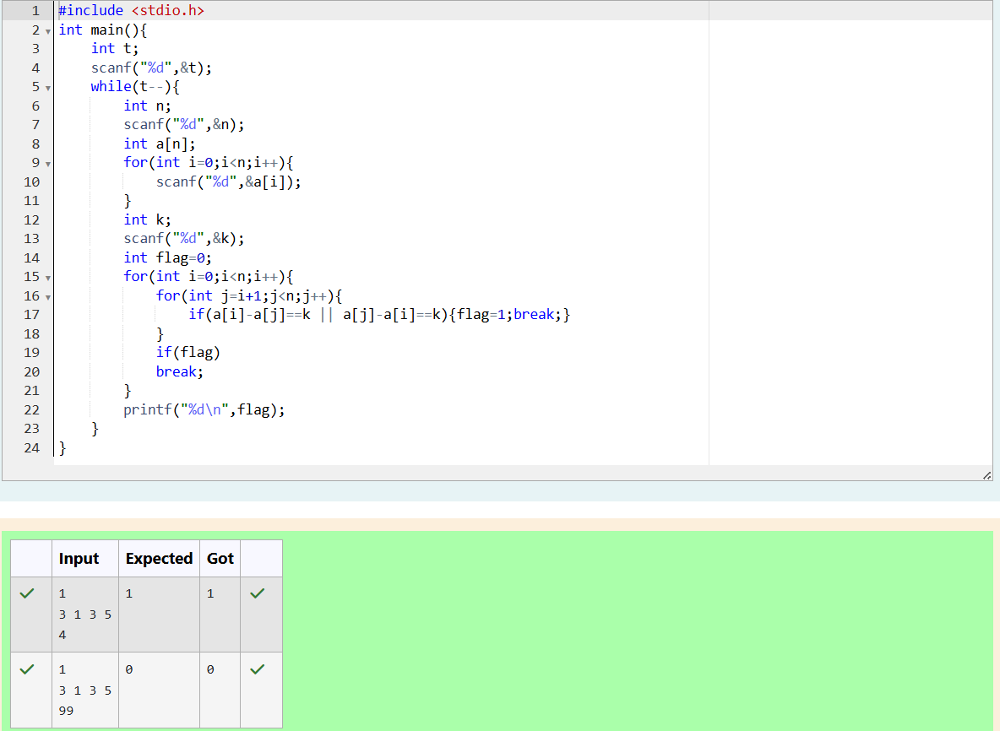 1 #include <stdio.h>
2 int main(){
3     int t;
4     scanf("%d",&t);
5     while(t--){
6         int n;
7         scanf("%d",&n);
8         int a[n];
9         for(int i=0;i<n;i++){
10             scanf("%d",&a[i]);
11         }
12         int k;
13         scanf("%d",&k);
14         int flag=0;
15         for(int i=0;i<n;i++){
16             for(int j=i+1;j<n;j++){
17                 if(a[i]-a[j]==k || a[j]-a[i]==k){flag=1;break;}
18             }
19             if(flag)
20             break;
21         }
22         printf("%d\n",flag);
23     }
24 }
Input Expected Got
1 1 1
3 1 3 5
4
1 0 0
3 1 3 5
99